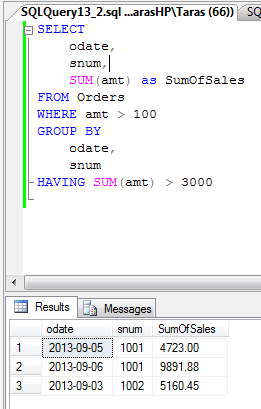 SQLQuery13_2.sql ...arasHP\Taras (66))
SELECT
odate,
snum,
SUM(amt) as SumOfSales
FROM Orders
WHERE amt > 100
GROUP BY
odate,
snum
HAVING SUM(amt) > 3000
Results Messages
odate snum SumOfSales
1 2013-09-05 1001 4723.00
2 2013-09-06 1001 9891.88
3 2013-09-03 1002 5160.45